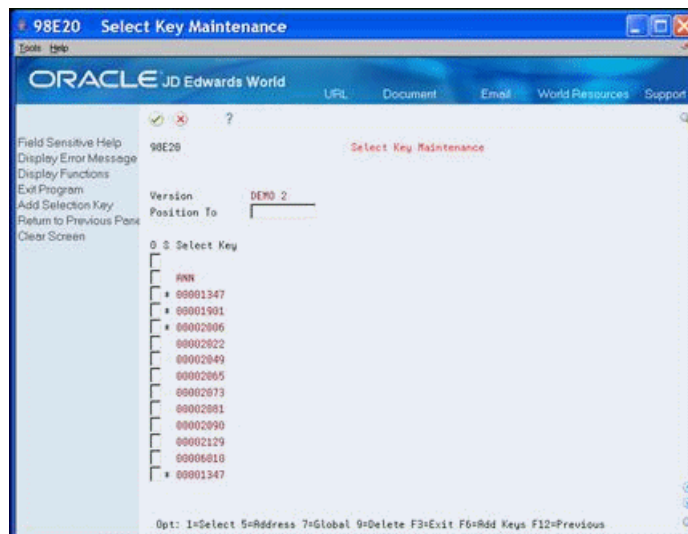 98E20 Select Key Maintenance
Tools Help
ORACLE JD Edwards World
URL Document Email World Resources Support
?
Field Sensitive Help
Display Error Message
Display Functions
Exit Program
Add Selection Key
Return to Previous Pane
Clear Screen
98E20 Select Key Maintenance
Version DEMO 2
Position To
O S Select Key
ANN
* 00001347
* 00001901
* 00002006
00002022
00002049
00002065
00002073
00002081
00002090
00002129
00006010
* 00001347
Opt: 1=Select 5=Address 7=Global 9=Delete F3=Exit F6=Add Keys F12=Previous